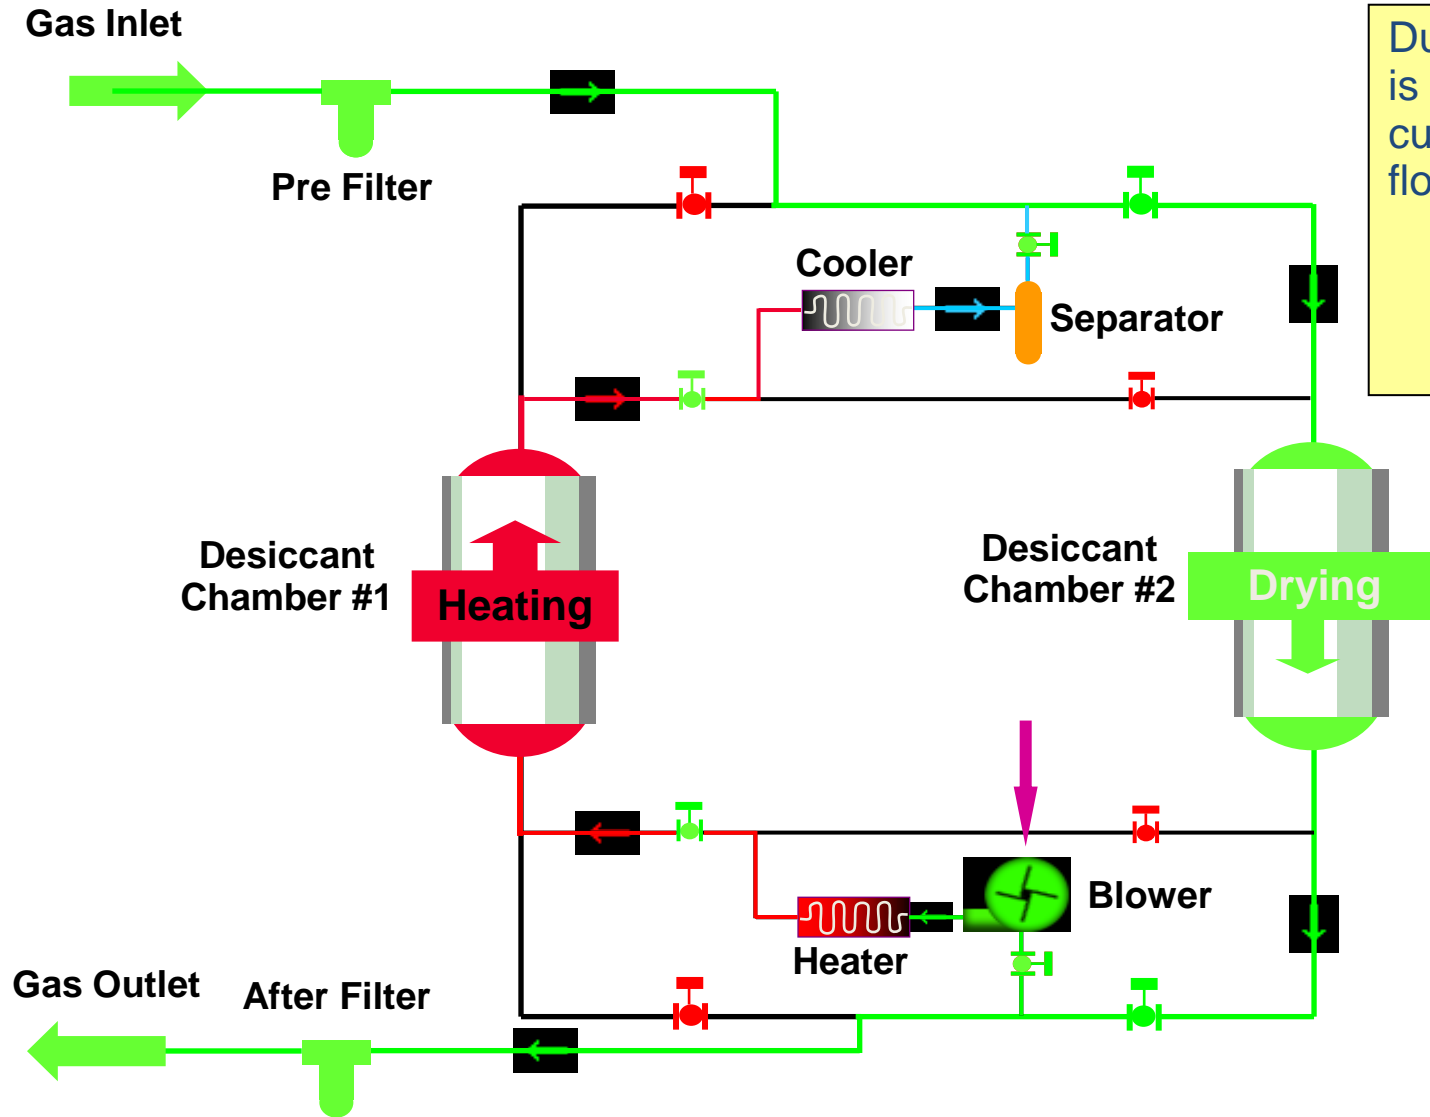 Gas Inlet
Pre Filter
Cooler
Separator
Desiccant
Chamber #1
Heating
Desiccant
Chamber #2
Drying
Blower
Heater
Gas Outlet
After Filter
is